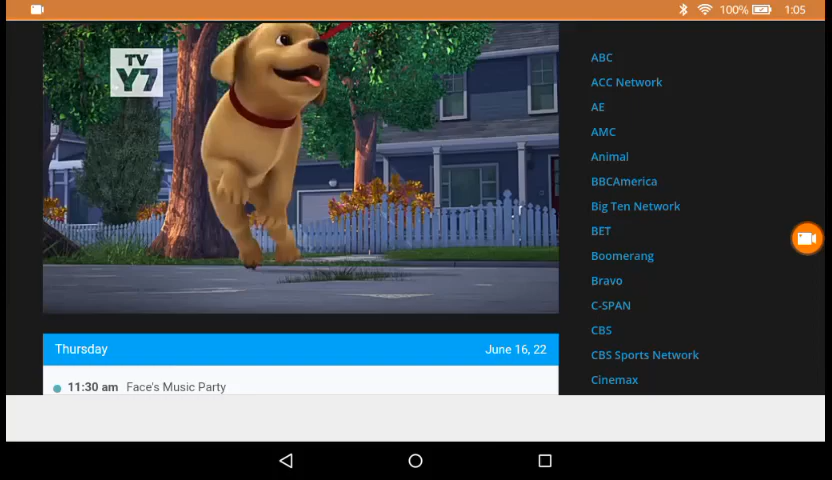 100%
1:05
TV
Y7
ABC
ACC Network
AE
AMC
Animal
BBCAmerica
Big Ten Network
BET
Boomerang
Bravo
C-SPAN
CBS
CBS Sports Network
Cinemax
Thursday
June 16, 22
11:30 am Face's Music Party